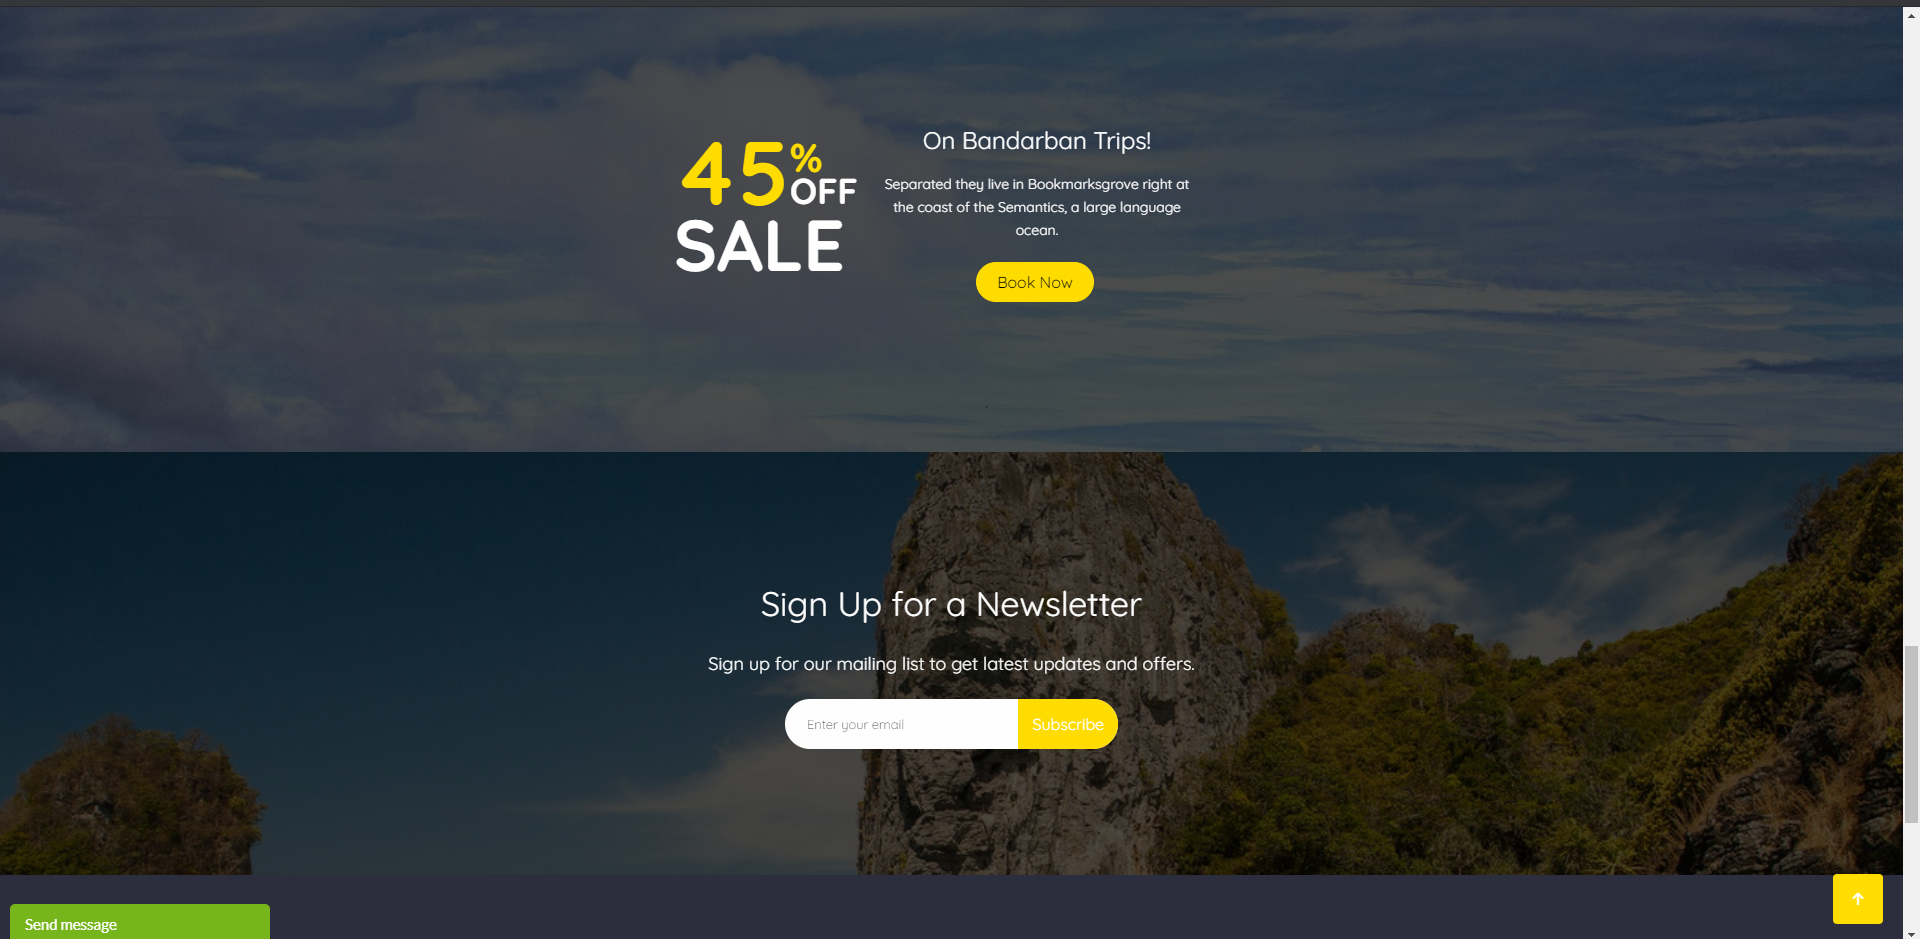 45%
OFF
SALE
On Bandarban Trips!
Separated they live in Bookmarksgrove right at
the coast of the Semantics, a large language
ocean.
Book Now
Sign Up for a Newsletter
Sign up for our mailing list to get latest updates and offers.
Enter your email
Subscribe
Send message